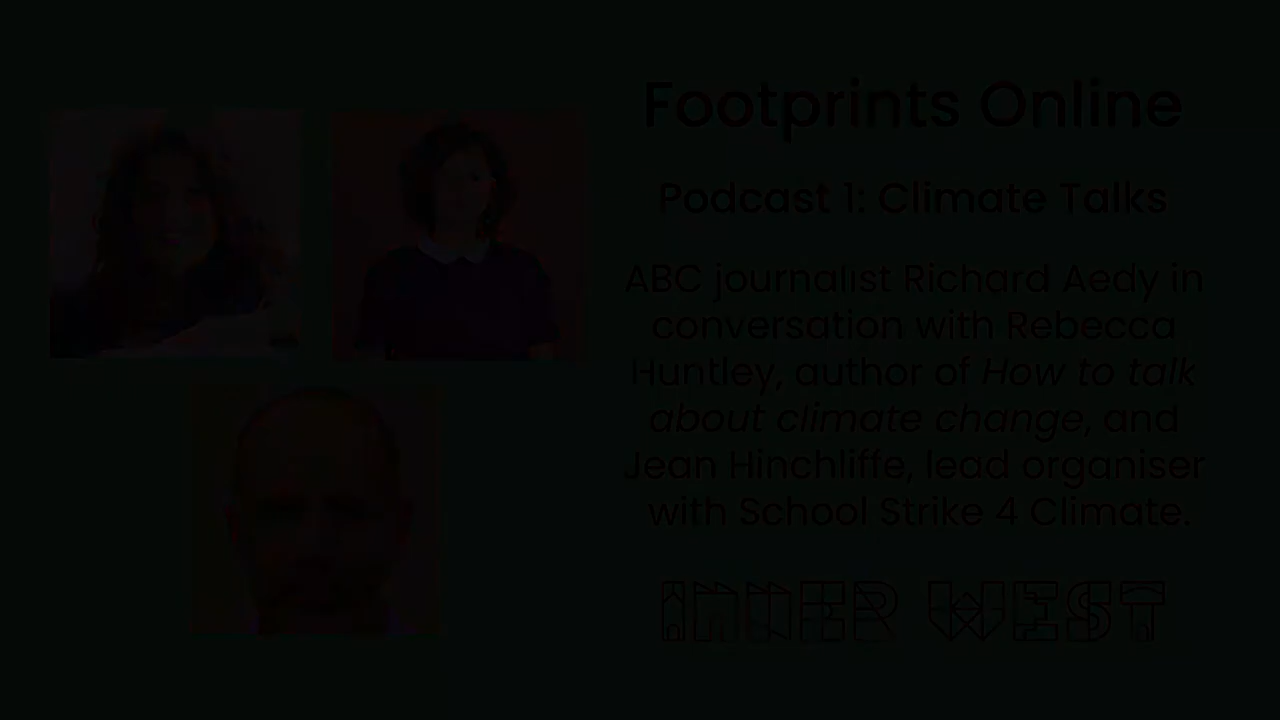 Footprints Online
Podcast 1: Climate Talks
ABC journalist Richard Aedy in
conversation with Rebecca
Huntley, author of How to talk
about climate change, and
Jean Hinchliffe, lead organiser
with School Strike 4 Climate.
INNER WEST